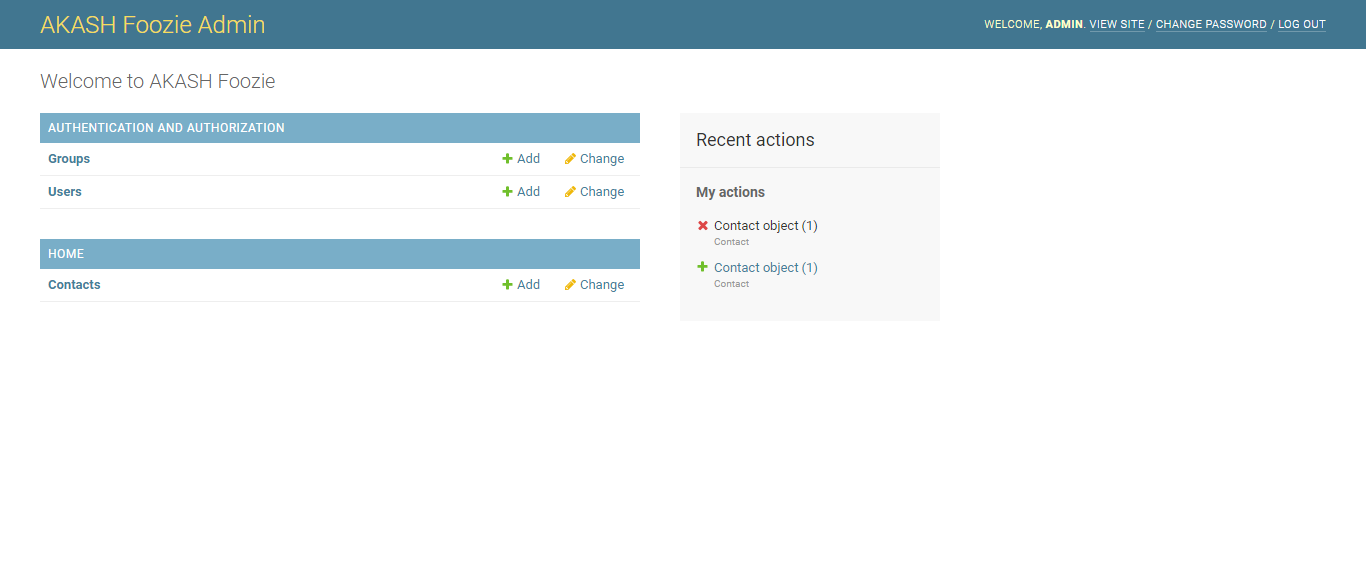 AKASH Foozie Admin
WELCOME, ADMIN. VIEW SITE / CHANGE PASSWORD / LOG OUT
Welcome to AKASH Foozie
AUTHENTICATION AND AUTHORIZATION
Groups Add Change
Users Add Change
HOME
Contacts Add Change
Recent actions
My actions
Contact object (1)
Contact
Contact object (1)
Contact